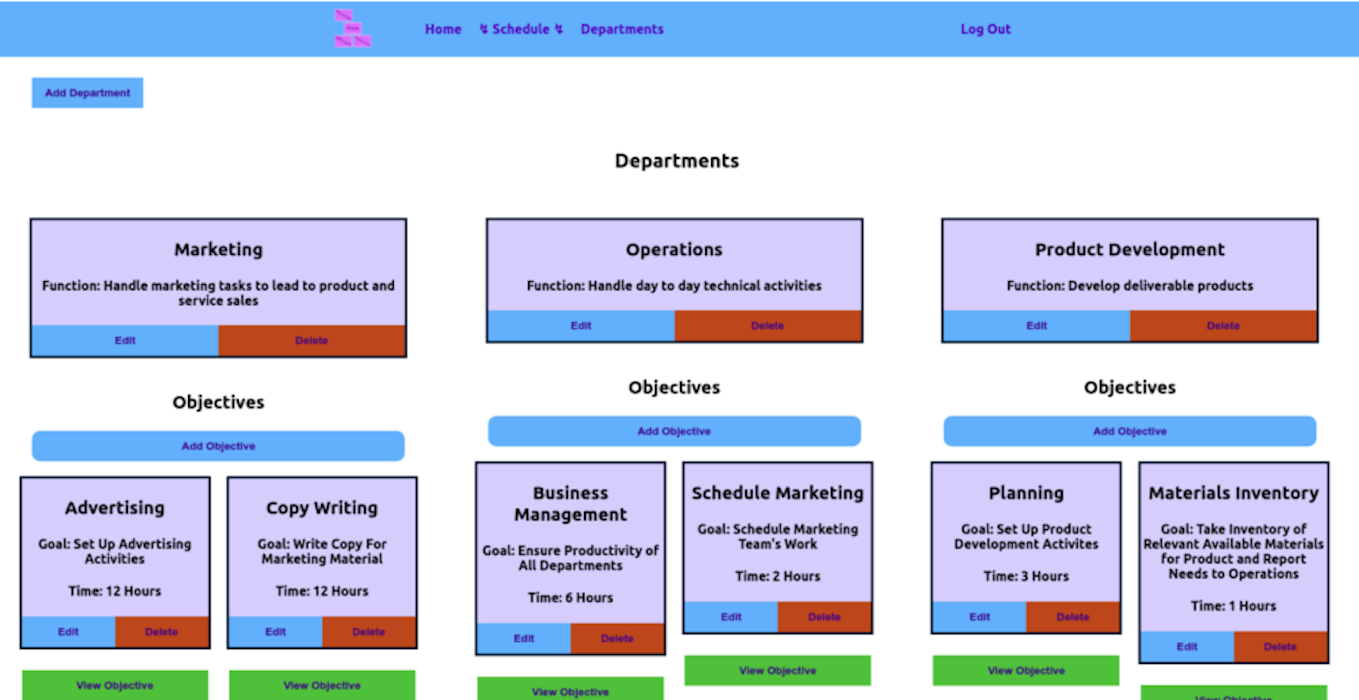 Home ↯ Schedule ↯ Departments Log Out
Add Department
Departments
Marketing
Function: Handle marketing tasks to lead to product and
service sales
Edit Delete
Operations
Function: Handle day to day technical activities
Edit Delete
Product Development
Function: Develop deliverable products
Edit Delete
Objectives
Add Objective
Advertising
Goal: Set Up Advertising
Activities
Time: 12 Hours
Edit Delete
View Objective
Copy Writing
Goal: Write Copy For
Marketing Material
Time: 12 Hours
Edit Delete
View Objective
Objectives
Add Objective
Business
Management
Goal: Ensure Productivity of
All Departments
Time: 6 Hours
Edit Delete
View Objective
Schedule Marketing
Goal: Schedule Marketing
Team's Work
Time: 2 Hours
Edit Delete
View Objective
Objectives
Add Objective
Planning
Goal: Set Up Product
Development Activites
Time: 3 Hours
Edit Delete
View Objective
Materials Inventory
Goal: Take Inventory of
Relevant Available Materials
for Product and Report
Needs to Operations
Time: 1 Hours
Edit Delete
View Objective